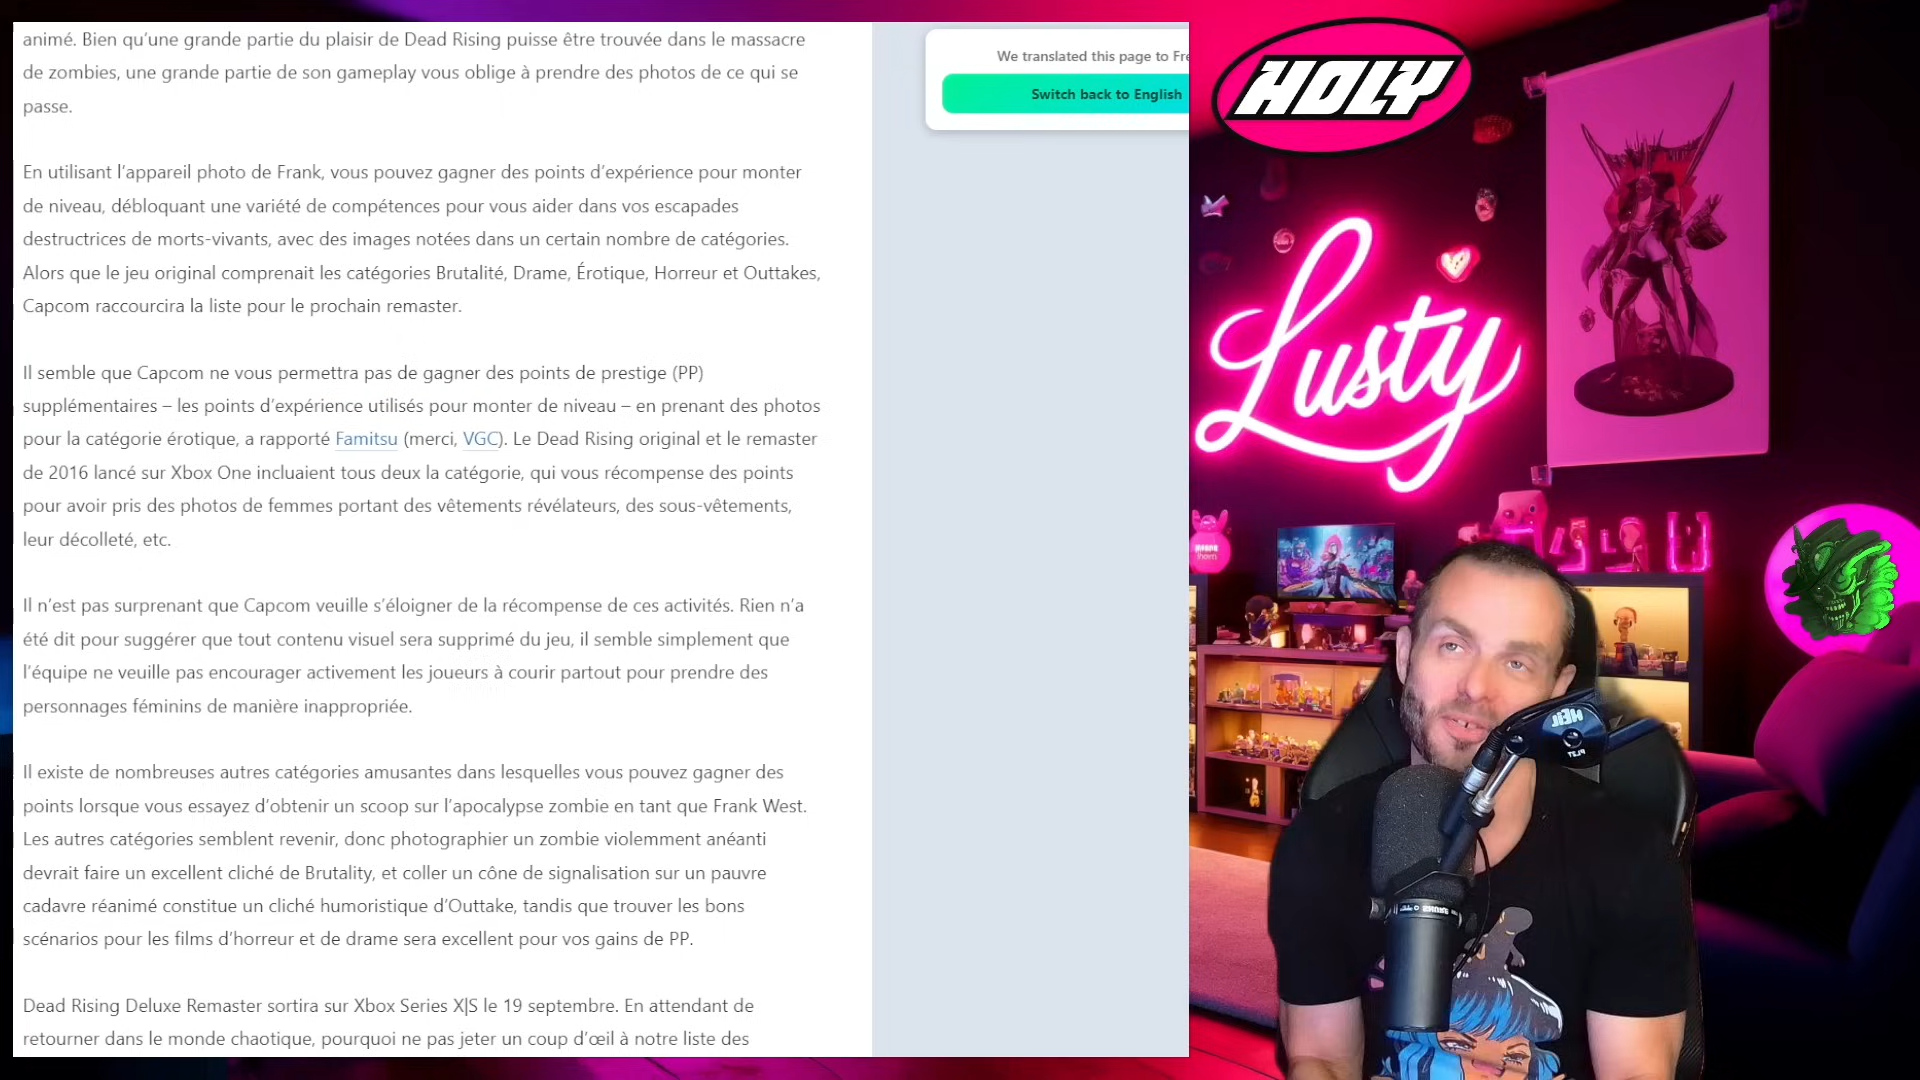 animé. Bien qu’une grande partie du plaisir de Dead Rising puisse être trouvée dans le massacre
de zombies, une grande partie de son gameplay vous oblige à prendre des photos de ce qui se
passe.
En utilisant l’appareil photo de Frank, vous pouvez gagner des points d’expérience pour monter
de niveau, débloquant une variété de compétences pour vous aider dans vos escapades
destructrices de morts-vivants, avec des images notées dans un certain nombre de catégories.
Alors que le jeu original comprenait les catégories Brutalité, Drame, Érotique, Horreur et Outtakes,
Capcom raccourcira la liste pour le prochain remaster.
Il semble que Capcom ne vous permettra pas de gagner des points de prestige (PP)
supplémentaires – les points d’expérience utilisés pour monter de niveau – en prenant des photos
pour la catégorie érotique, a rapporté Famitsu (merci, VGC). Le Dead Rising original et le remaster
de 2016 lancé sur Xbox One incluaient tous deux la catégorie, qui vous récompense des points
pour avoir pris des photos de femmes portant des vêtements révélateurs, des sous-vêtements,
leur décolleté, etc.
Il n’est pas surprenant que Capcom veuille s’éloigner de la récompense de ces activités. Rien n’a
été dit pour suggérer que tout contenu visuel sera supprimé du jeu, il semble simplement que
l’équipe ne veuille pas encourager activement les joueurs à courir partout pour prendre des
personnages féminins de manière inappropriée.
Il existe de nombreuses autres catégories amusantes dans lesquelles vous pouvez gagner des
points lorsque vous essayez d’obtenir un scoop sur l’apocalypse zombie en tant que Frank West.
Les autres catégories semblent revenir, donc photographier un zombie violemment anéanti
devrait faire un excellent cliché de Brutality, et coller un cône de signalisation sur un pauvre
cadavre réanimé constitue un cliché humoristique d’Outtake, tandis que trouver les bons
scénarios pour les films d’horreur et de drame sera excellent pour vos gains de PP.
Dead Rising Deluxe Remaster sortira sur Xbox Series X|S le 19 septembre. En attendant de
retourner dans le monde chaotique, pourquoi ne pas jeter un coup d’œil à notre liste des
We translated this page to Fre
Switch back to English
HOLY
Lusty
HEiL